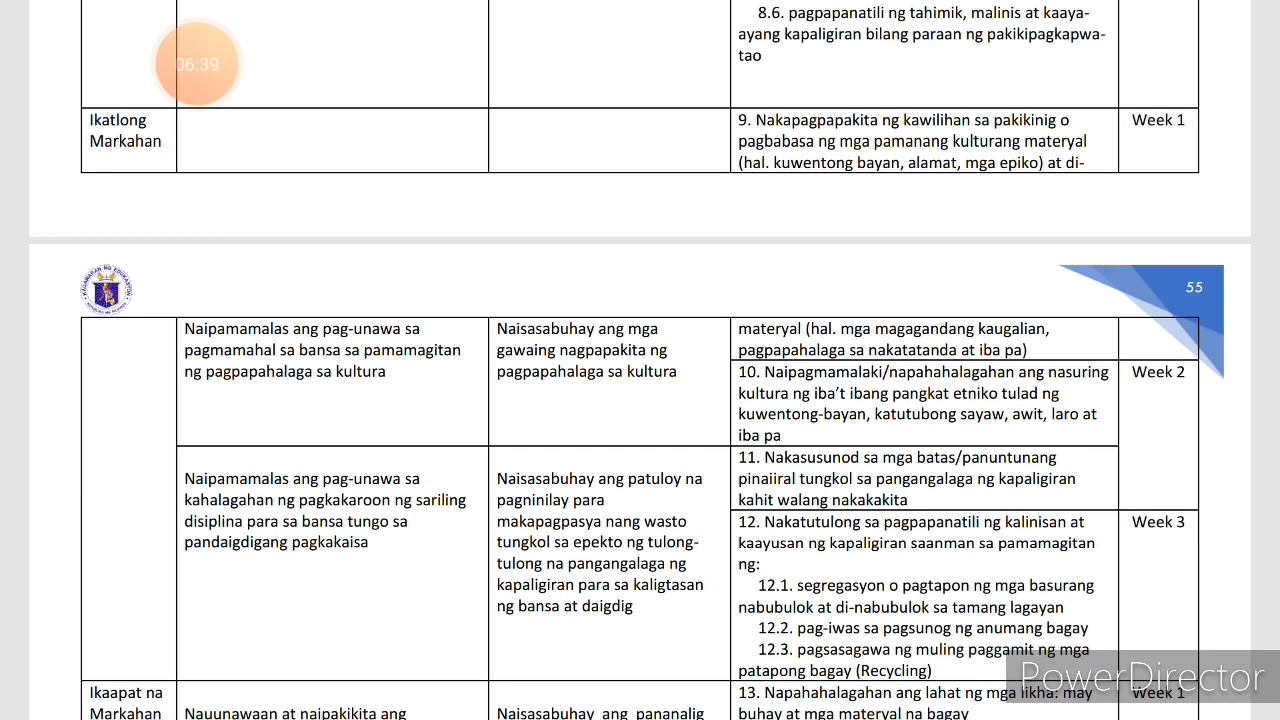 8.6. pagpapanatili ng tahimik, malinis at kaaya-
ayang kapaligiran bilang paraan ng pakikipagkapwa-
tao
06:39
Ikatlong
Markahan
9. Nakapagpapakita ng kawilihan sa pakikinig o
pagbabasa ng mga pamanang kulturang materyal
(hal. kuwentong bayan, alamat, mga epiko) at di-
Week 1
KAGAWARAN NG EDUKASYON
55
Naipamamalas ang pag-unawa sa
pagmamahal sa bansa sa pamamagitan
ng pagpapahalaga sa kultura
Naisasabuhay ang mga
gawaing nagpapakita ng
pagpapahalaga sa kultura
materyal (hal. mga magagandang kaugalian,
pagpapahalaga sa nakatatanda at iba pa)
10. Naipagmamalaki/napahahalagahan ang nasuring
kultura ng iba’t ibang pangkat etniko tulad ng
kuwentong-bayan, katutubong sayaw, awit, laro at
iba pa
Week 2
Naipamamalas ang pag-unawa sa
kahalagahan ng pagkakaroon ng sariling
disiplina para sa bansa tungo sa
pandaigdigang pagkakaisa
Naisasabuhay ang patuloy na
pagninilay para
makapagpasya nang wasto
tungkol sa epekto ng tulong-
tulong na pangangalaga ng
kapaligiran para sa kaligtasan
ng bansa at daigdig
11. Nakasusunod sa mga batas/panuntunang
pinaiiral tungkol sa pangangalaga ng kapaligiran
kahit walang nakakakita
12. Nakatutulong sa pagpapanatili ng kalinisan at
kaayusan ng kapaligiran saanman sa pamamagitan
ng:
12.1. segregasyon o pagtapon ng mga basurang
nabubulok at di-nabubulok sa tamang lagayan
12.2. pag-iwas sa pagsunog ng anumang bagay
12.3. pagsasagawa ng muling paggamit ng mga
patapong bagay (Recycling)
Week 3
PowerDirector
Ikaapat na
Markahan
Nauunawaan at naipakikita ang
Naisasabuhay ang pananalig
13. Napahahalagahan ang lahat ng mga likha: may
buhay at mga materyal na bagay
Week 1